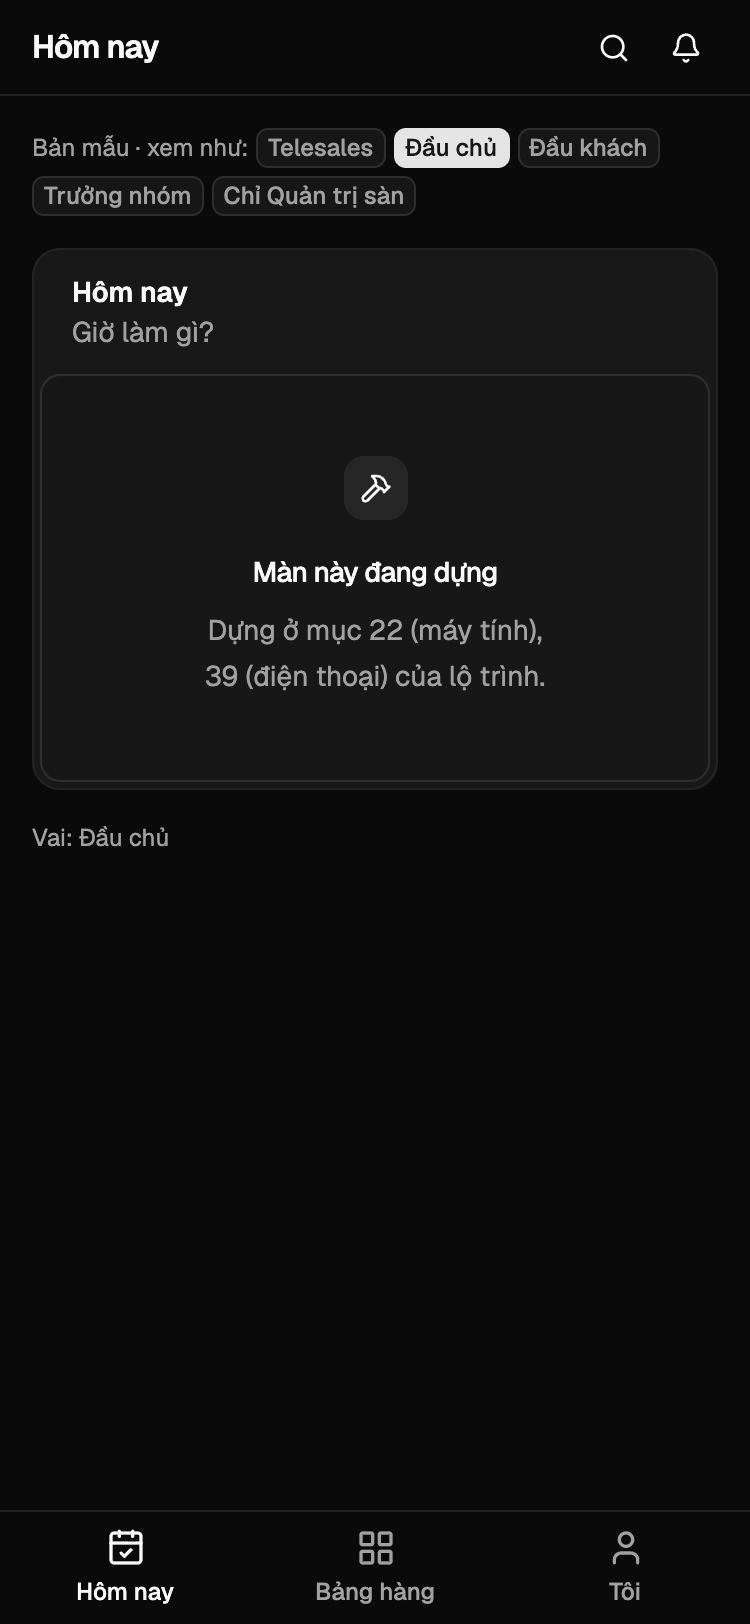 Hôm nay
Bản mẫu · xem như: Telesales Đầu chủ Đầu khách
Trưởng nhóm Chỉ Quản trị sàn
Hôm nay
Giờ làm gì?
Màn này đang dựng
Dựng ở mục 22 (máy tính),
39 (điện thoại) của lộ trình.
Vai: Đầu chủ
Hôm nay Bảng hàng Tôi